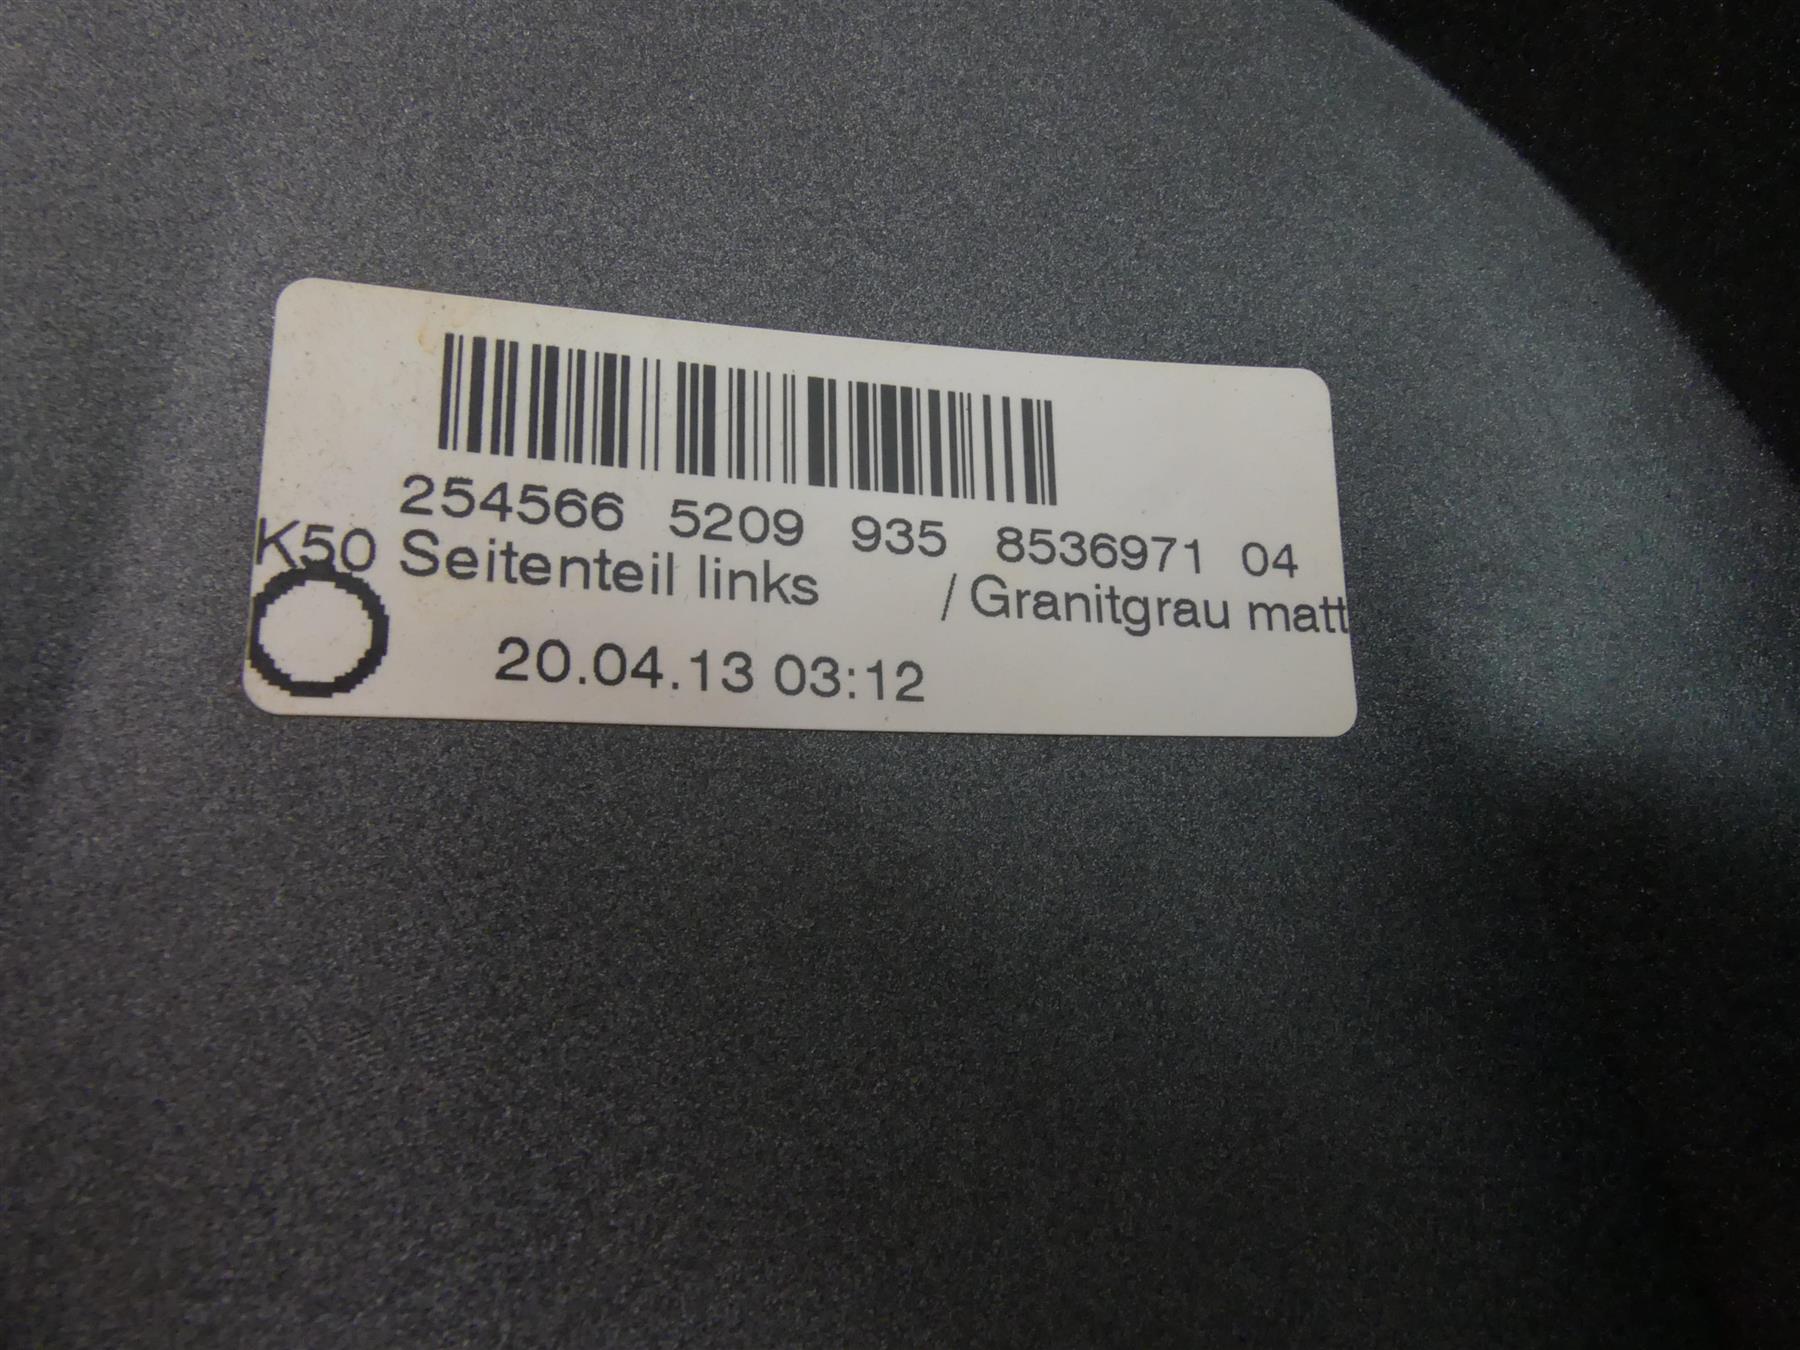 254566 5209 935 8536971 04
K50 Seitenteil links / Granitgrau matt
20.04.13 03:12